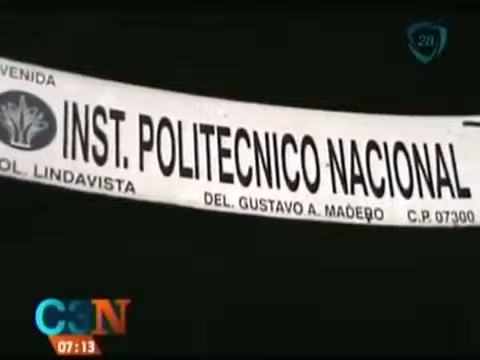 28
VENIDA
INST. POLITECNICO NACIONAL
OL. LINDAVISTA
DEL. GUSTAVO A. MADERO C.P. 07300
C3N
07:13